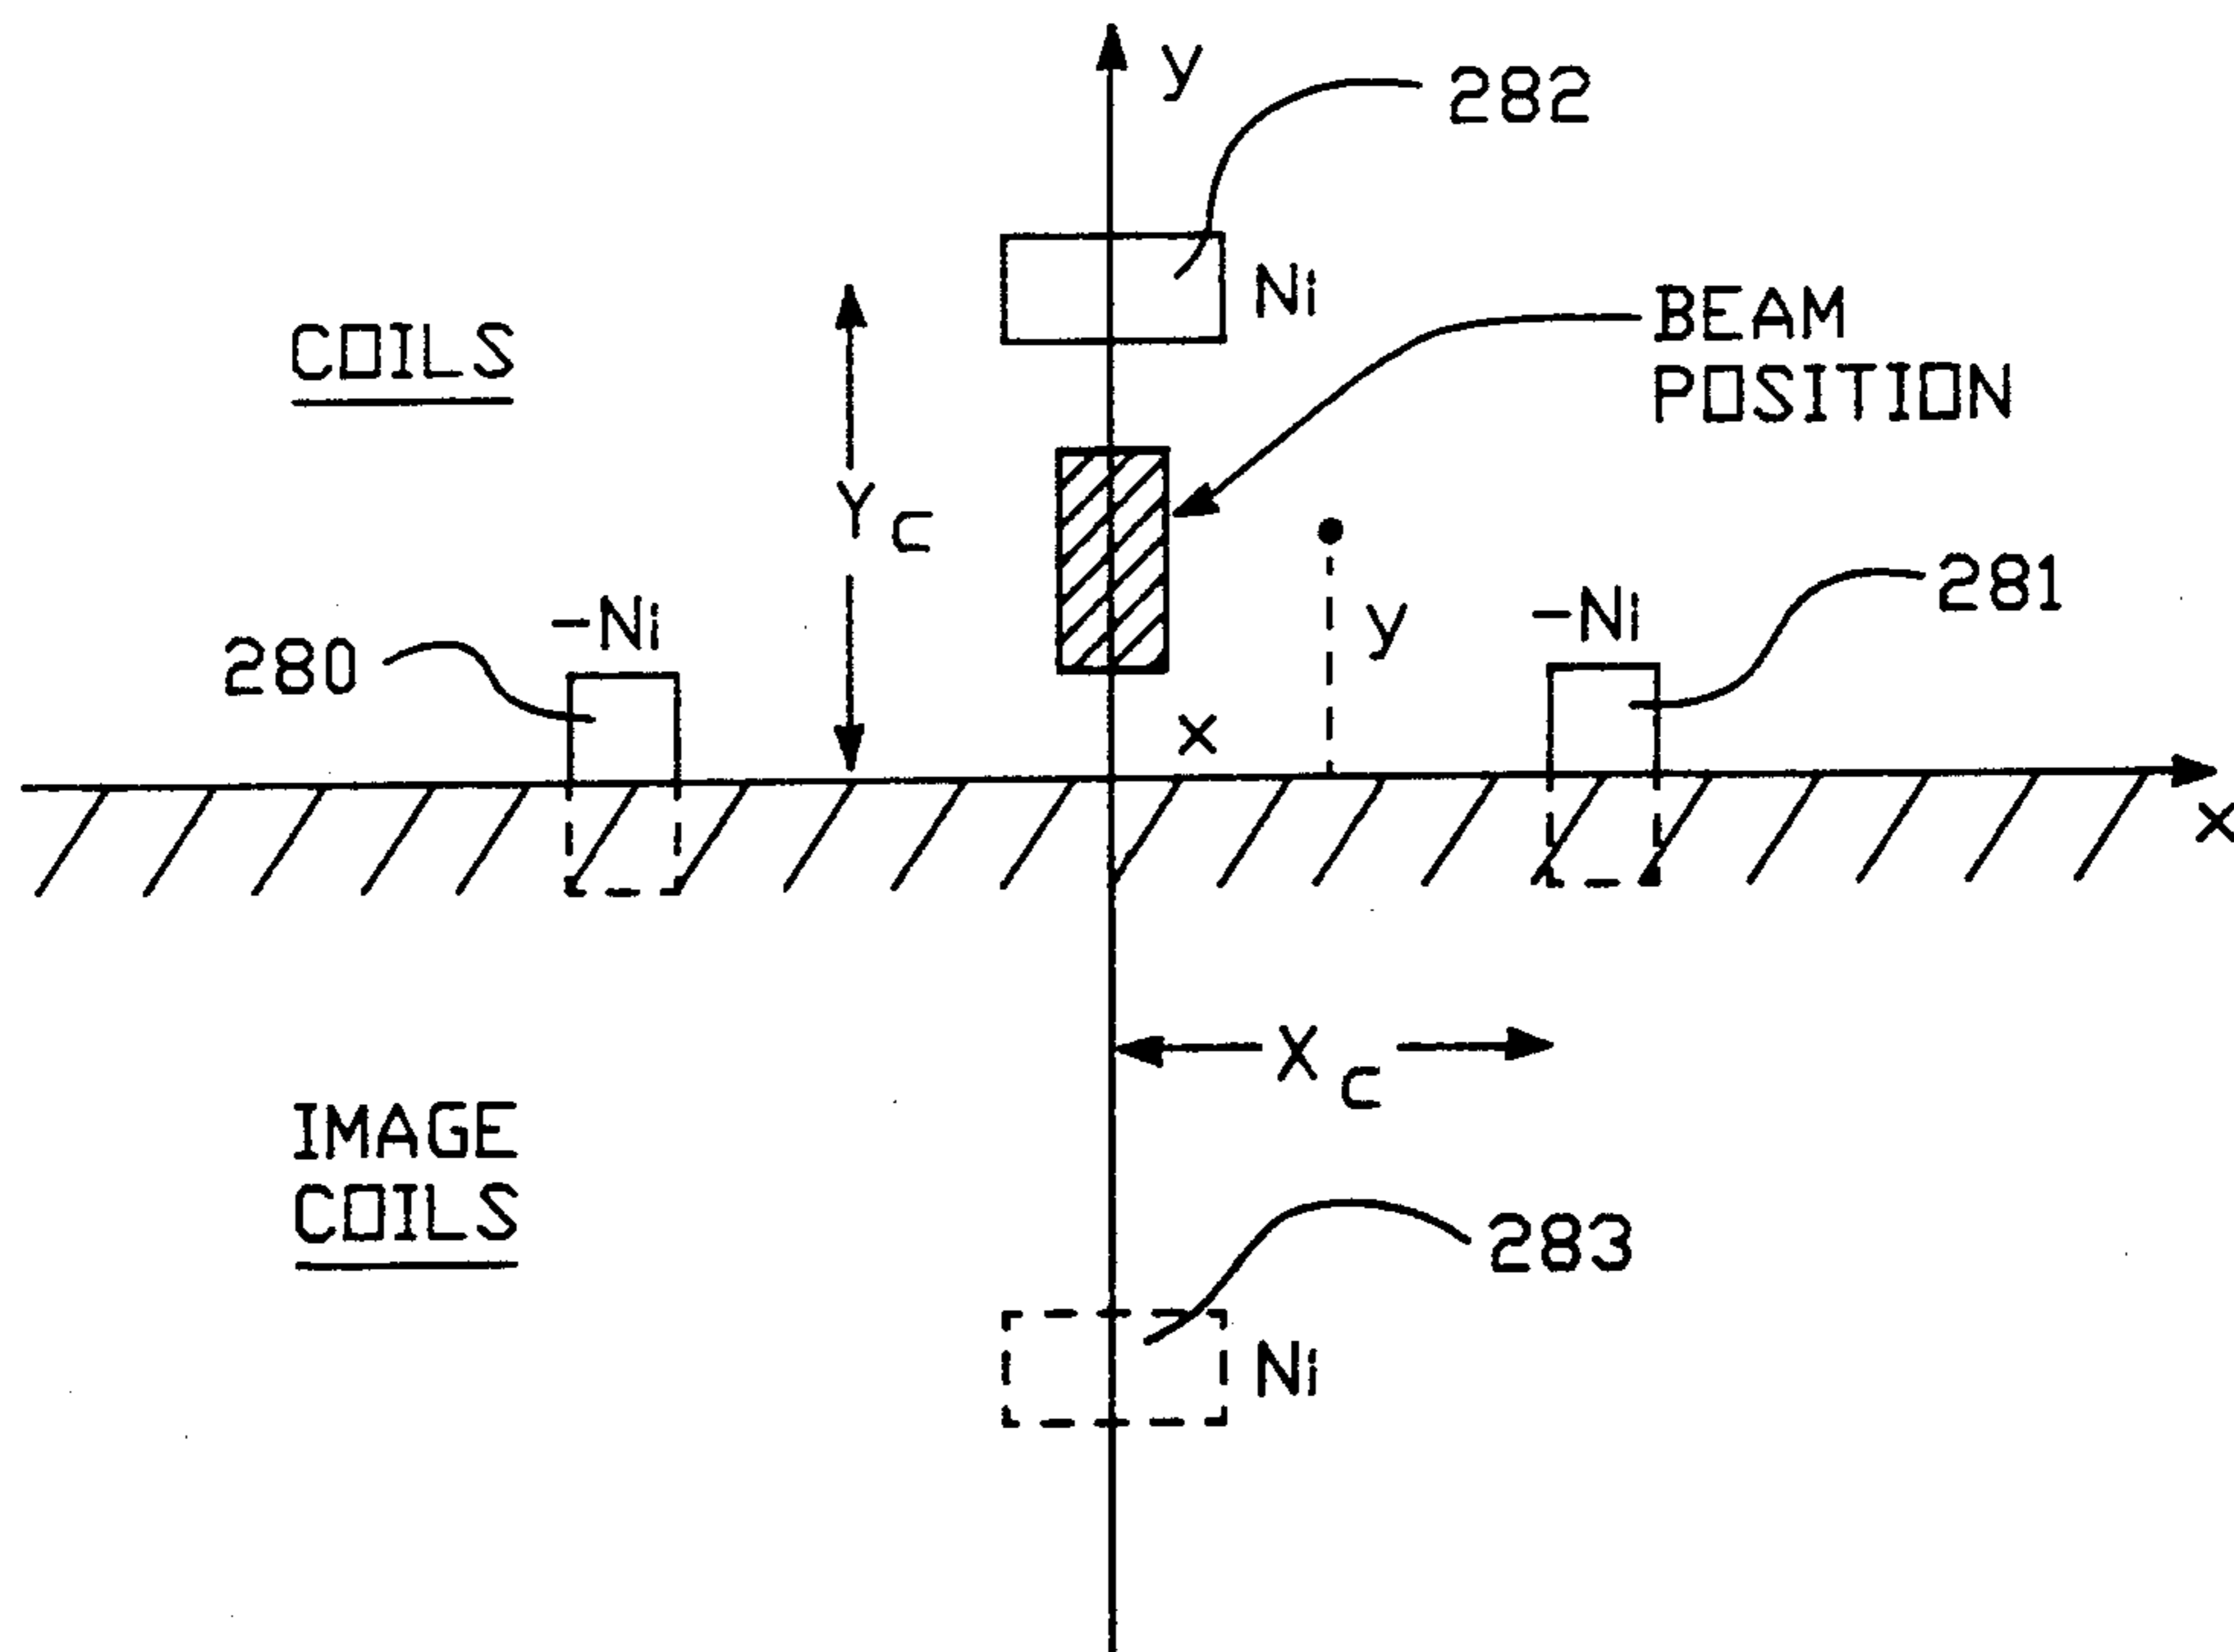 y
282
Ni
COILS
BEAM
POSITION
Yc
281
-Ni
-Ni
y
280
x
x
Xc
IMAGE
COILS
283
Ni